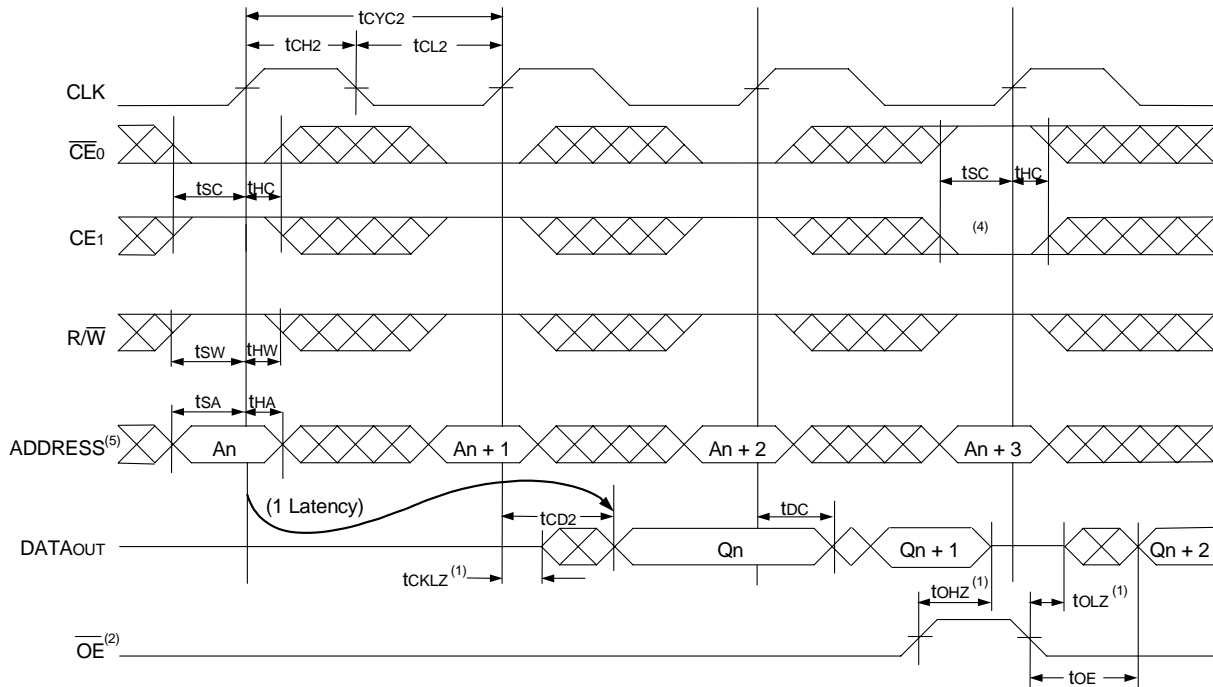 tCYC2
tCH2 tCL2
CLK
CE0
tSC tHC tSC tHC
CE1 (4)
R/W
tSW tHW
tSA tHA
ADDRESS(5) An An + 1 An + 2 An + 3
(1 Latency) tCD2 tDC
DATAOUT Qn Qn + 1 Qn + 2
tCKLZ(1) tOHZ(1) tOLZ(1)
OE(2)
tOE